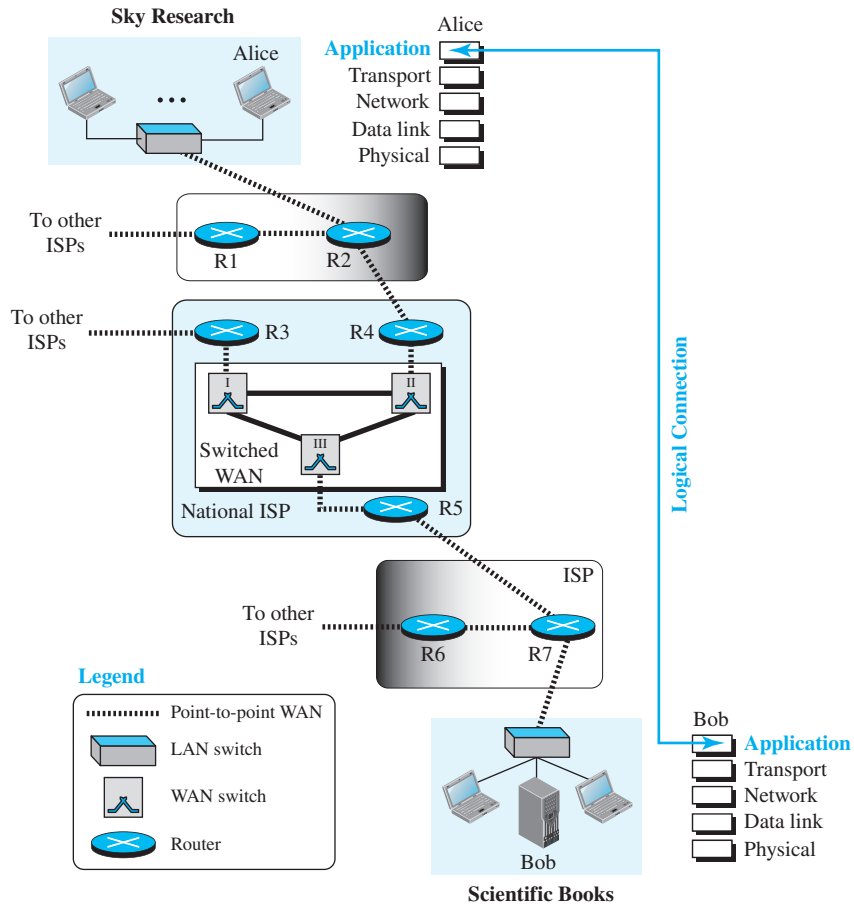 Sky Research
Alice
Alice
Application
Transport
Network
Data link
Physical
To other
ISPs
R1
R2
To other
ISPs
R3
R4
I
II
III
Switched
WAN
National ISP
R5
Logical Connection
ISP
To other
ISPs
R6
R7
Legend
Point-to-point WAN
LAN switch
WAN switch
Router
Bob
Scientific Books
Bob
Application
Transport
Network
Data link
Physical